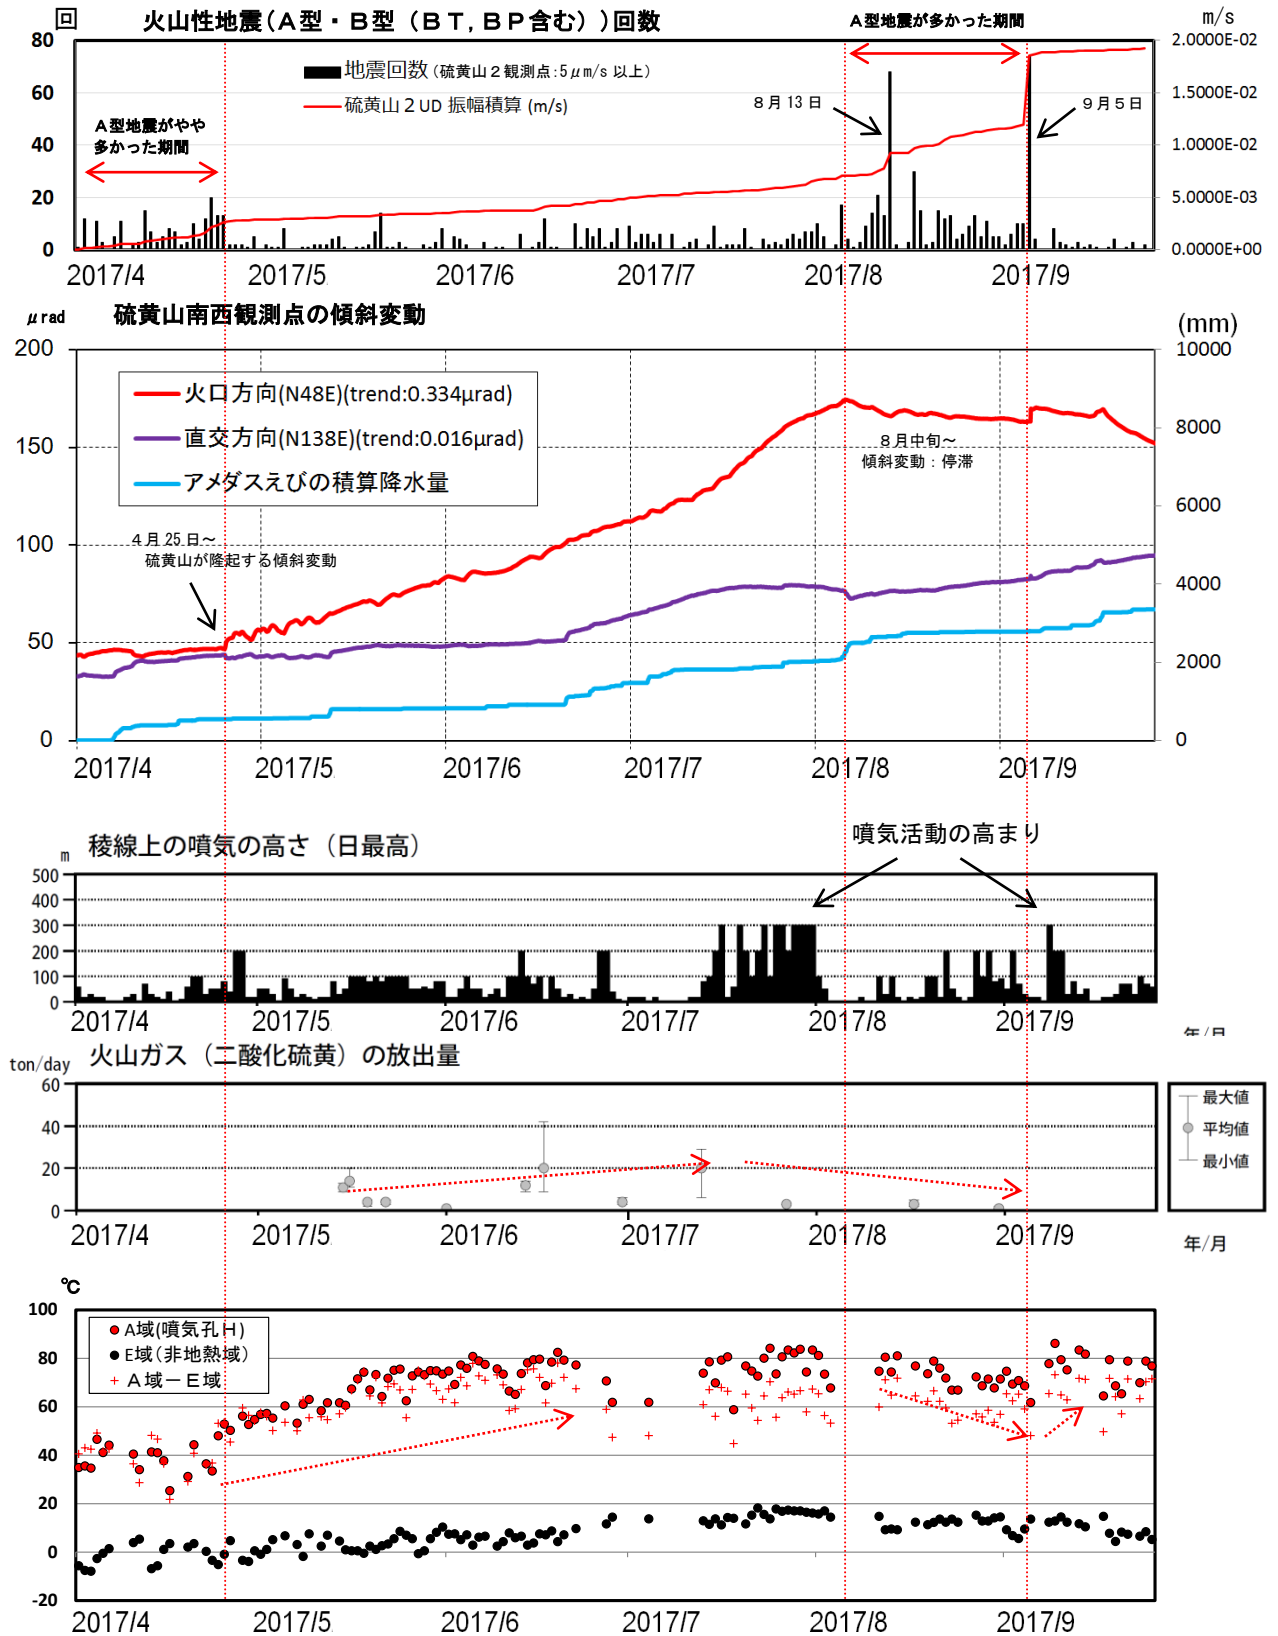 回 火山性地震（Ａ型・Ｂ型（ＢＴ，ＢＰ含む））回数
Ａ型地震が多かった期間
m/s
80
60
40
20
0
2.0000E-02
1.5000E-02
1.0000E-02
5.0000E-03
0.0000E+00
地震回数（硫黄山２観測点:5μm/s 以上）
硫黄山２UD 振幅積算 (m/s)
Ａ型地震がやや
多かった期間
８月 13 日
９月５日
2017/4 2017/5 2017/6 2017/7 2017/8 2017/9
μrad 硫黄山南西観測点の傾斜変動
(mm)
200
150
100
50
0
10000
8000
6000
4000
2000
0
火口方向(N48E)(trend:0.334μrad)
直交方向(N138E)(trend:0.016μrad)
アメダスえびの積算降水量
８月中旬～
傾斜変動：停滞
４月 25 日～
硫黄山が隆起する傾斜変動
2017/4 2017/5 2017/6 2017/7 2017/8 2017/9
m 稜線上の噴気の高さ（日最高）
噴気活動の高まり
500
400
300
200
100
0
2017/4 2017/5 2017/6 2017/7 2017/8 2017/9
年/月
ton/day 火山ガス（二酸化硫黄）の放出量
60
40
20
0
最大値
平均値
最小値
2017/4 2017/5 2017/6 2017/7 2017/8 2017/9
年/月
℃
100
80
60
40
20
0
-20
A域(噴気孔Ｈ)
E域（非地熱域）
Ａ域－Ｅ域
2017/4 2017/5 2017/6 2017/7 2017/8 2017/9